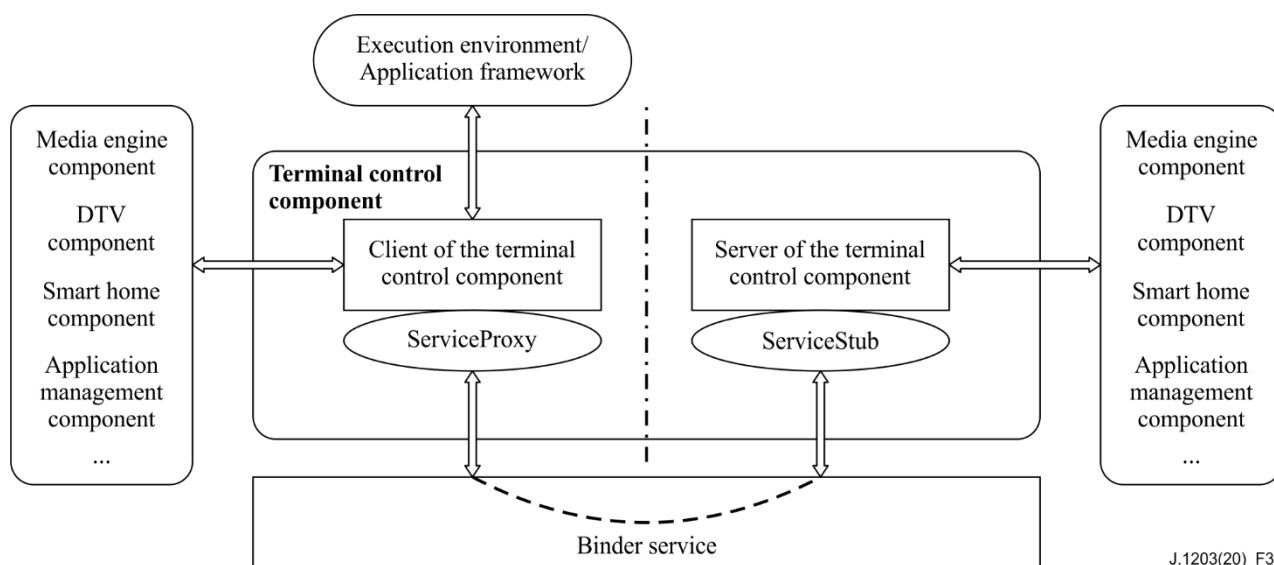 Execution environment/
Application framework
Media engine
component
DTV
component
Smart home
component
Application
management
component
...
Terminal control
component
Client of the terminal
control component
ServiceProxy
Server of the terminal
control component
ServiceStub
Media engine
component
DTV
component
Smart home
component
Application
management
component
...
Binder service
J.1203(20)_F3